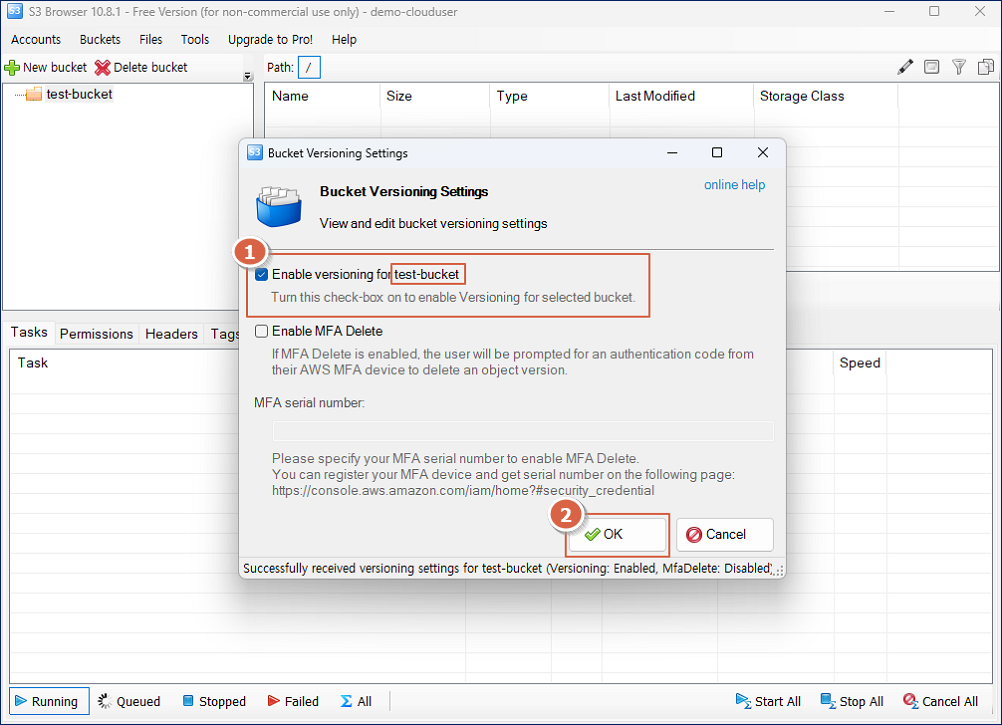 S3 Browser 10.8.1 - Free Version (for non-commercial use only) - demo-clouduser
Accounts Buckets Files Tools Upgrade to Pro! Help
New bucket Delete bucket
Path: /
test-bucket
Name Size Type Last Modified Storage Class
S3 Bucket Versioning Settings
Bucket Versioning Settings
online help
View and edit bucket versioning settings
1
Enable versioning for test-bucket
Turn this check-box on to enable Versioning for selected bucket.
Enable MFA Delete
If MFA Delete is enabled, the user will be prompted for an authentication code from
their AWS MFA device to delete an object version.
MFA serial number:
Please specify your MFA serial number to enable MFA Delete.
You can register your MFA device and get serial number on the following page:
https://console.aws.amazon.com/iam/home?#security_credential
2
OK Cancel
Successfully received versioning settings for test-bucket (Versioning: Enabled, MfaDelete: Disabled)
Tasks Permissions Headers Tags
Task Speed
Running Queued Stopped Failed All Start All Stop All Cancel All